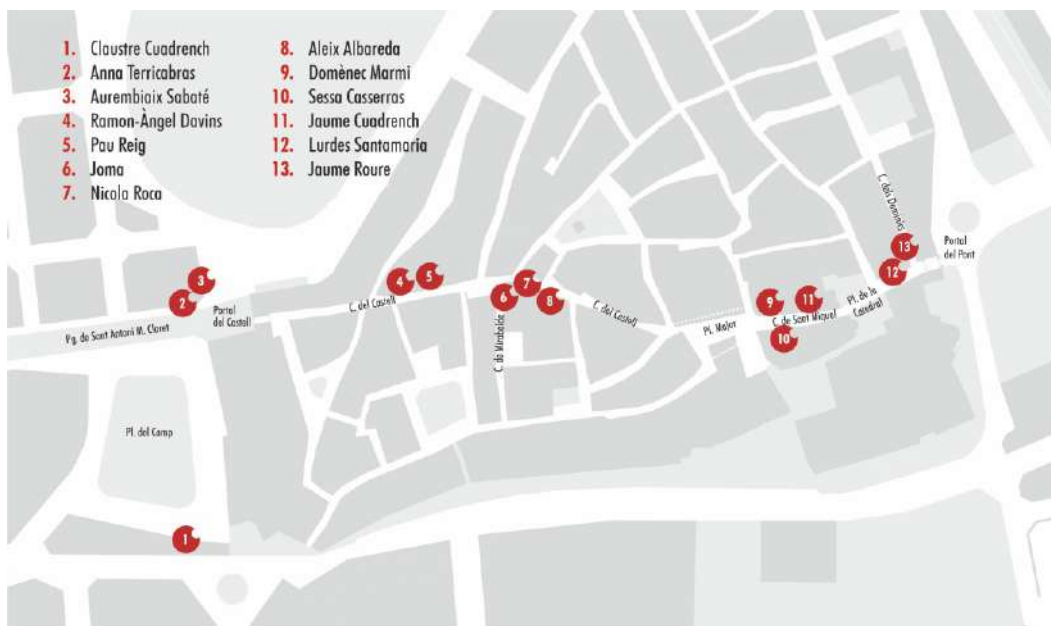 1. Claustre Cuadrench
2. Anna Terricabras
3. Aurembiaix Sabaté
4. Ramon-Àngel Davins
5. Pau Reig
6. Joma
7. Nicola Roca
8. Aleix Albareda
9. Domènec Marmi
10. Sessa Casserras
11. Jaume Cuadrench
12. Lurdes Santamaria
13. Jaume Roure
C. dels Dominics
13
Portal
del Pont
12
3
2
4
5
7
6
8
9
11
10
Portal
del Castell
C. del Castell
C. del Castell
Pl. Major
C. de Sant Miquel
Pl. de la
Catedral
Pg. de Sant Antoni M. Claret
C. de Mirabalde
Pl. del Camp
1